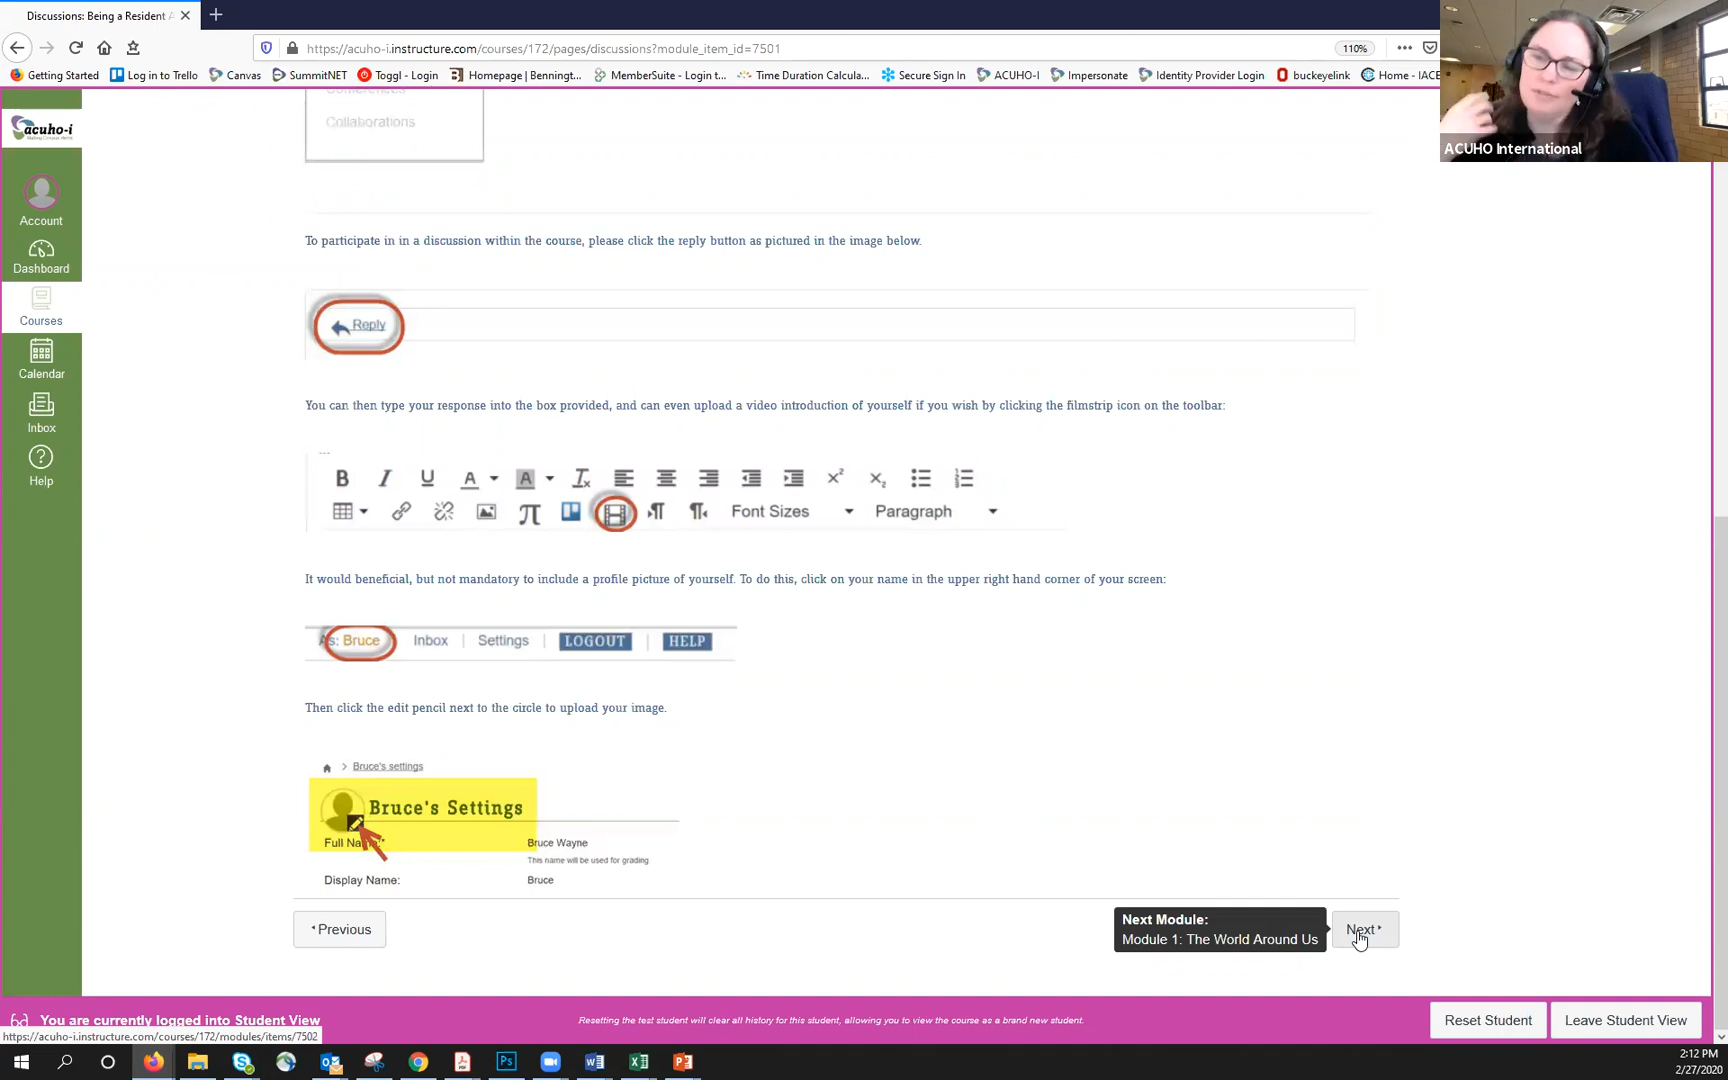 Discussions: Being a Resident A
https://acuho-i.instructure.com/courses/172/pages/discussions?module_item_id=7501
110%
Getting Started
Log in to Trello
Canvas
SummitNET
Toggl - Login
Homepage | Benningt...
MemberSuite - Login t...
Time Duration Calcula...
Secure Sign In
ACUHO-I
Impersonate
Identity Provider Login
buckeyelink
Home - IACE
ACUHO International
acuho-i
Account
Dashboard
Courses
Calendar
Inbox
Help
Conferences
Collaborations
To participate in in a discussion within the course, please click the reply button as pictured in the image below.
Reply
You can then type your response into the box provided, and can even upload a video introduction of yourself if you wish by clicking the filmstrip icon on the toolbar:
B I U A A Ix x² x₂
π Font Sizes Paragraph
It would beneficial, but not mandatory to include a profile picture of yourself. To do this, click on your name in the upper right hand corner of your screen:
As: Bruce | Inbox | Settings | LOGOUT | HELP
Then click the edit pencil next to the circle to upload your image.
> Bruce's settings
Bruce's Settings
Bruce Wayne
This name will be used for grading
Display Name: Bruce
Previous
Next Module:
Module 1: The World Around Us
Next
You are currently logged into Student View
Resetting the test student will clear all history for this student, allowing you to view the course as a brand new student.
Reset Student
Leave Student View
https://acuho-i.instructure.com/courses/172/modules/items/7502
2:12 PM
2/27/2020